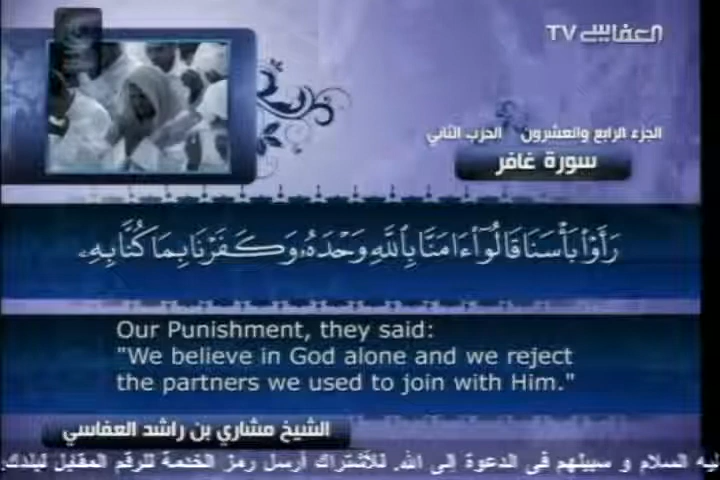 العفاسي TV
الجزء الرابع والعشرون الحزب الثاني
سورة غافر
رَأَوْا۟ بَأْسَنَا قَالُوٓا۟ ءَامَنَّا بِٱللَّهِ وَحْدَهُۥ وَكَفَرْنَا بِمَا كُنَّا بِهِۦ
Our Punishment, they said:
"We believe in God alone and we reject
the partners we used to join with Him."
الشيخ مشاري بن راشد العفاسي
ليه السلام و سبيلهم فى الدعوة إلى الله. للأشتراك أرسل رمز الخدمة للرقم المقابل لبلدك.